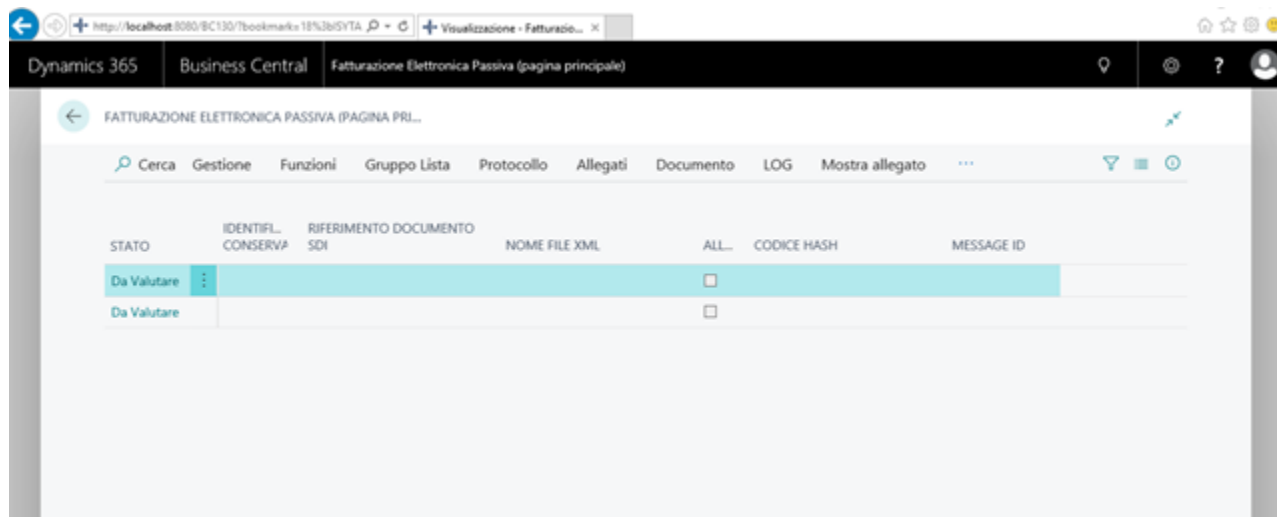 http://localhost:8080/BC130/?bookmark=18%3bISYTA
Visualizzazione - Fatturazio...
Dynamics 365 Business Central Fatturazione Elettronica Passiva (pagina principale) ?
FATTURAZIONE ELETTRONICA PASSIVA (PAGINA PRI...
Cerca Gestione Funzioni Gruppo Lista Protocollo Allegati Documento LOG Mostra allegato ...
STATO IDENTIFI... CONSERVA RIFERIMENTO DOCUMENTO SDI NOME FILE XML ALL... CODICE HASH MESSAGE ID
Da Valutare
Da Valutare